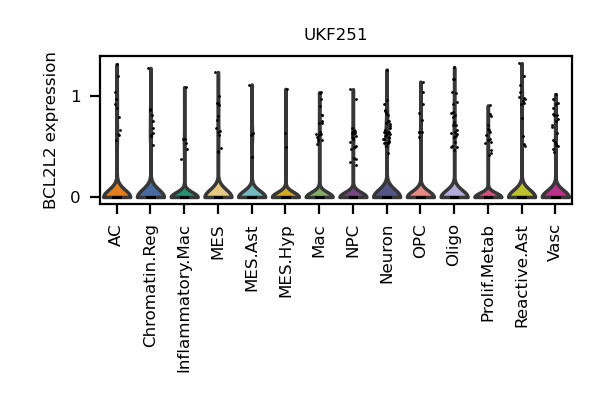 UKF251
BCL2L2 expression
1
0
AC
Chromatin.Reg
Inflammatory.Mac
MES
MES.Ast
MES.Hyp
Mac
NPC
Neuron
OPC
Oligo
Prolif.Metab
Reactive.Ast
Vasc